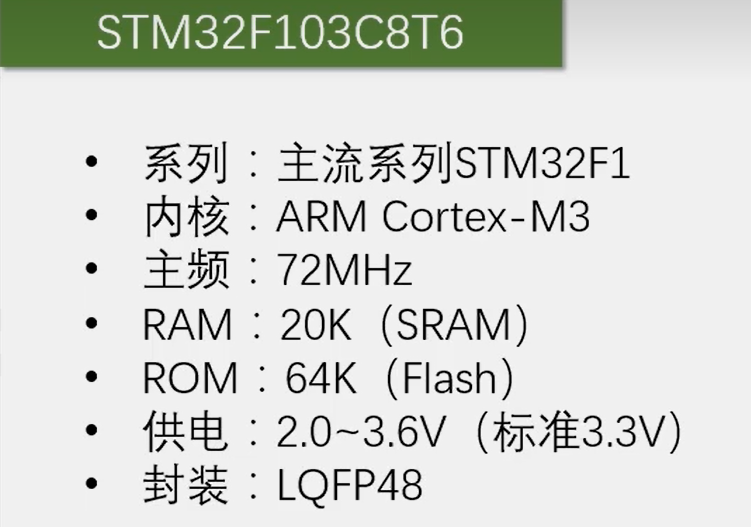 STM32F103C8T6
• 系列：主流系列STM32F1
• 内核：ARM Cortex-M3
• 主频：72MHz
• RAM：20K（SRAM）
• ROM：64K（Flash）
• 供电：2.0~3.6V（标准3.3V）
• 封装：LQFP48